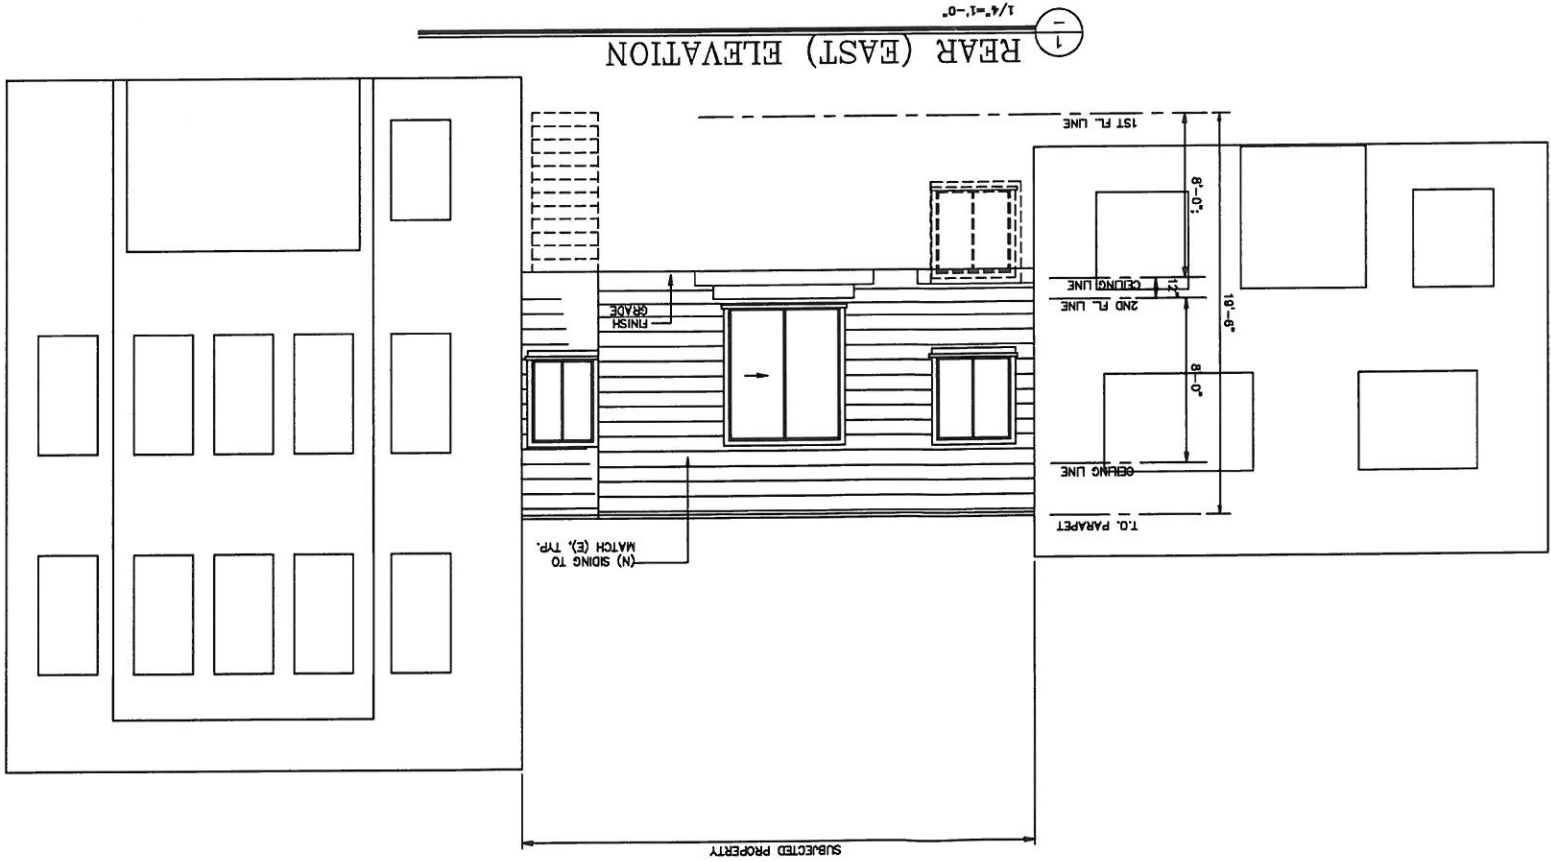 SUBJECTED PROPERTY
(N) SIDING TO
MATCH (E), TYP.
T.O. PARAPET
CEILING LINE
8'-0"
19'-6"
FINISH
GRADE
2ND FL. LINE
12"
CEILING LINE
8'-0"
1ST FL. LINE
1
–
REAR (EAST) ELEVATION
1/4"=1'-0"